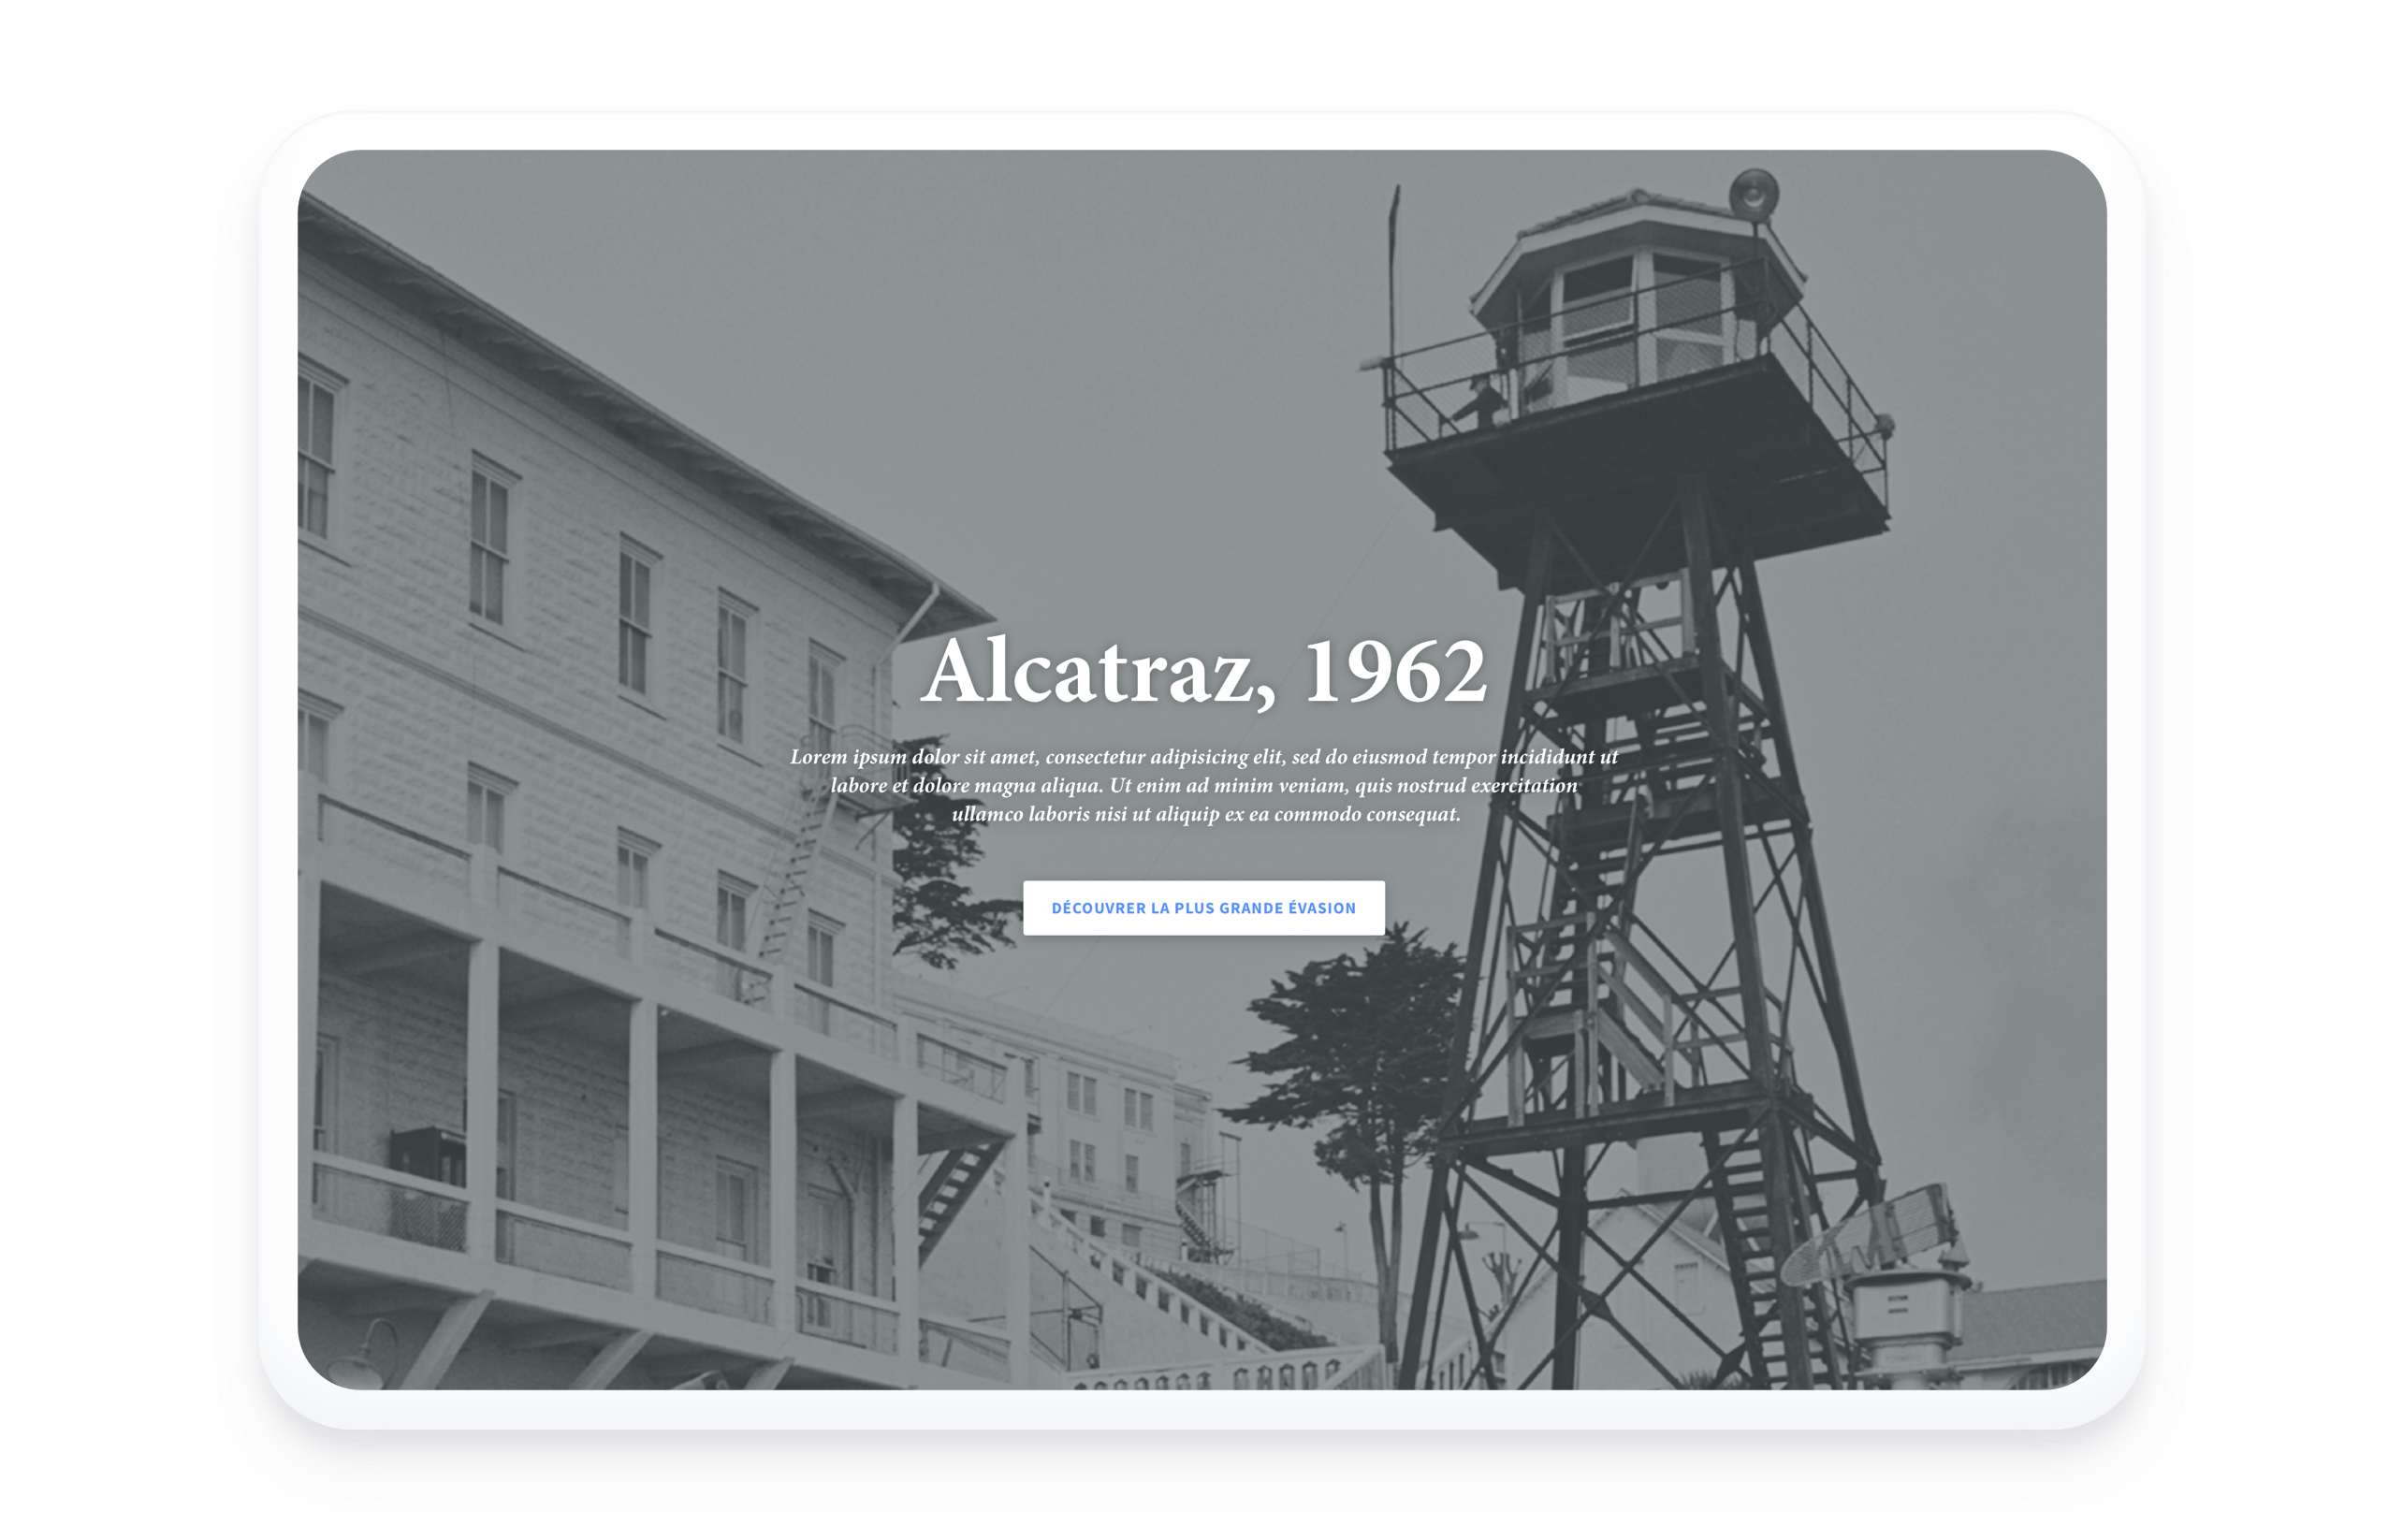 Alcatraz, 1962
Lorem ipsum dolor sit amet, consectetur adipisicing elit, sed do eiusmod tempor incididunt ut
labore et dolore magna aliqua. Ut enim ad minim veniam, quis nostrud exercitation
ullamco laboris nisi ut aliquip ex ea commodo consequat.
DÉCOUVRER LA PLUS GRANDE ÉVASION